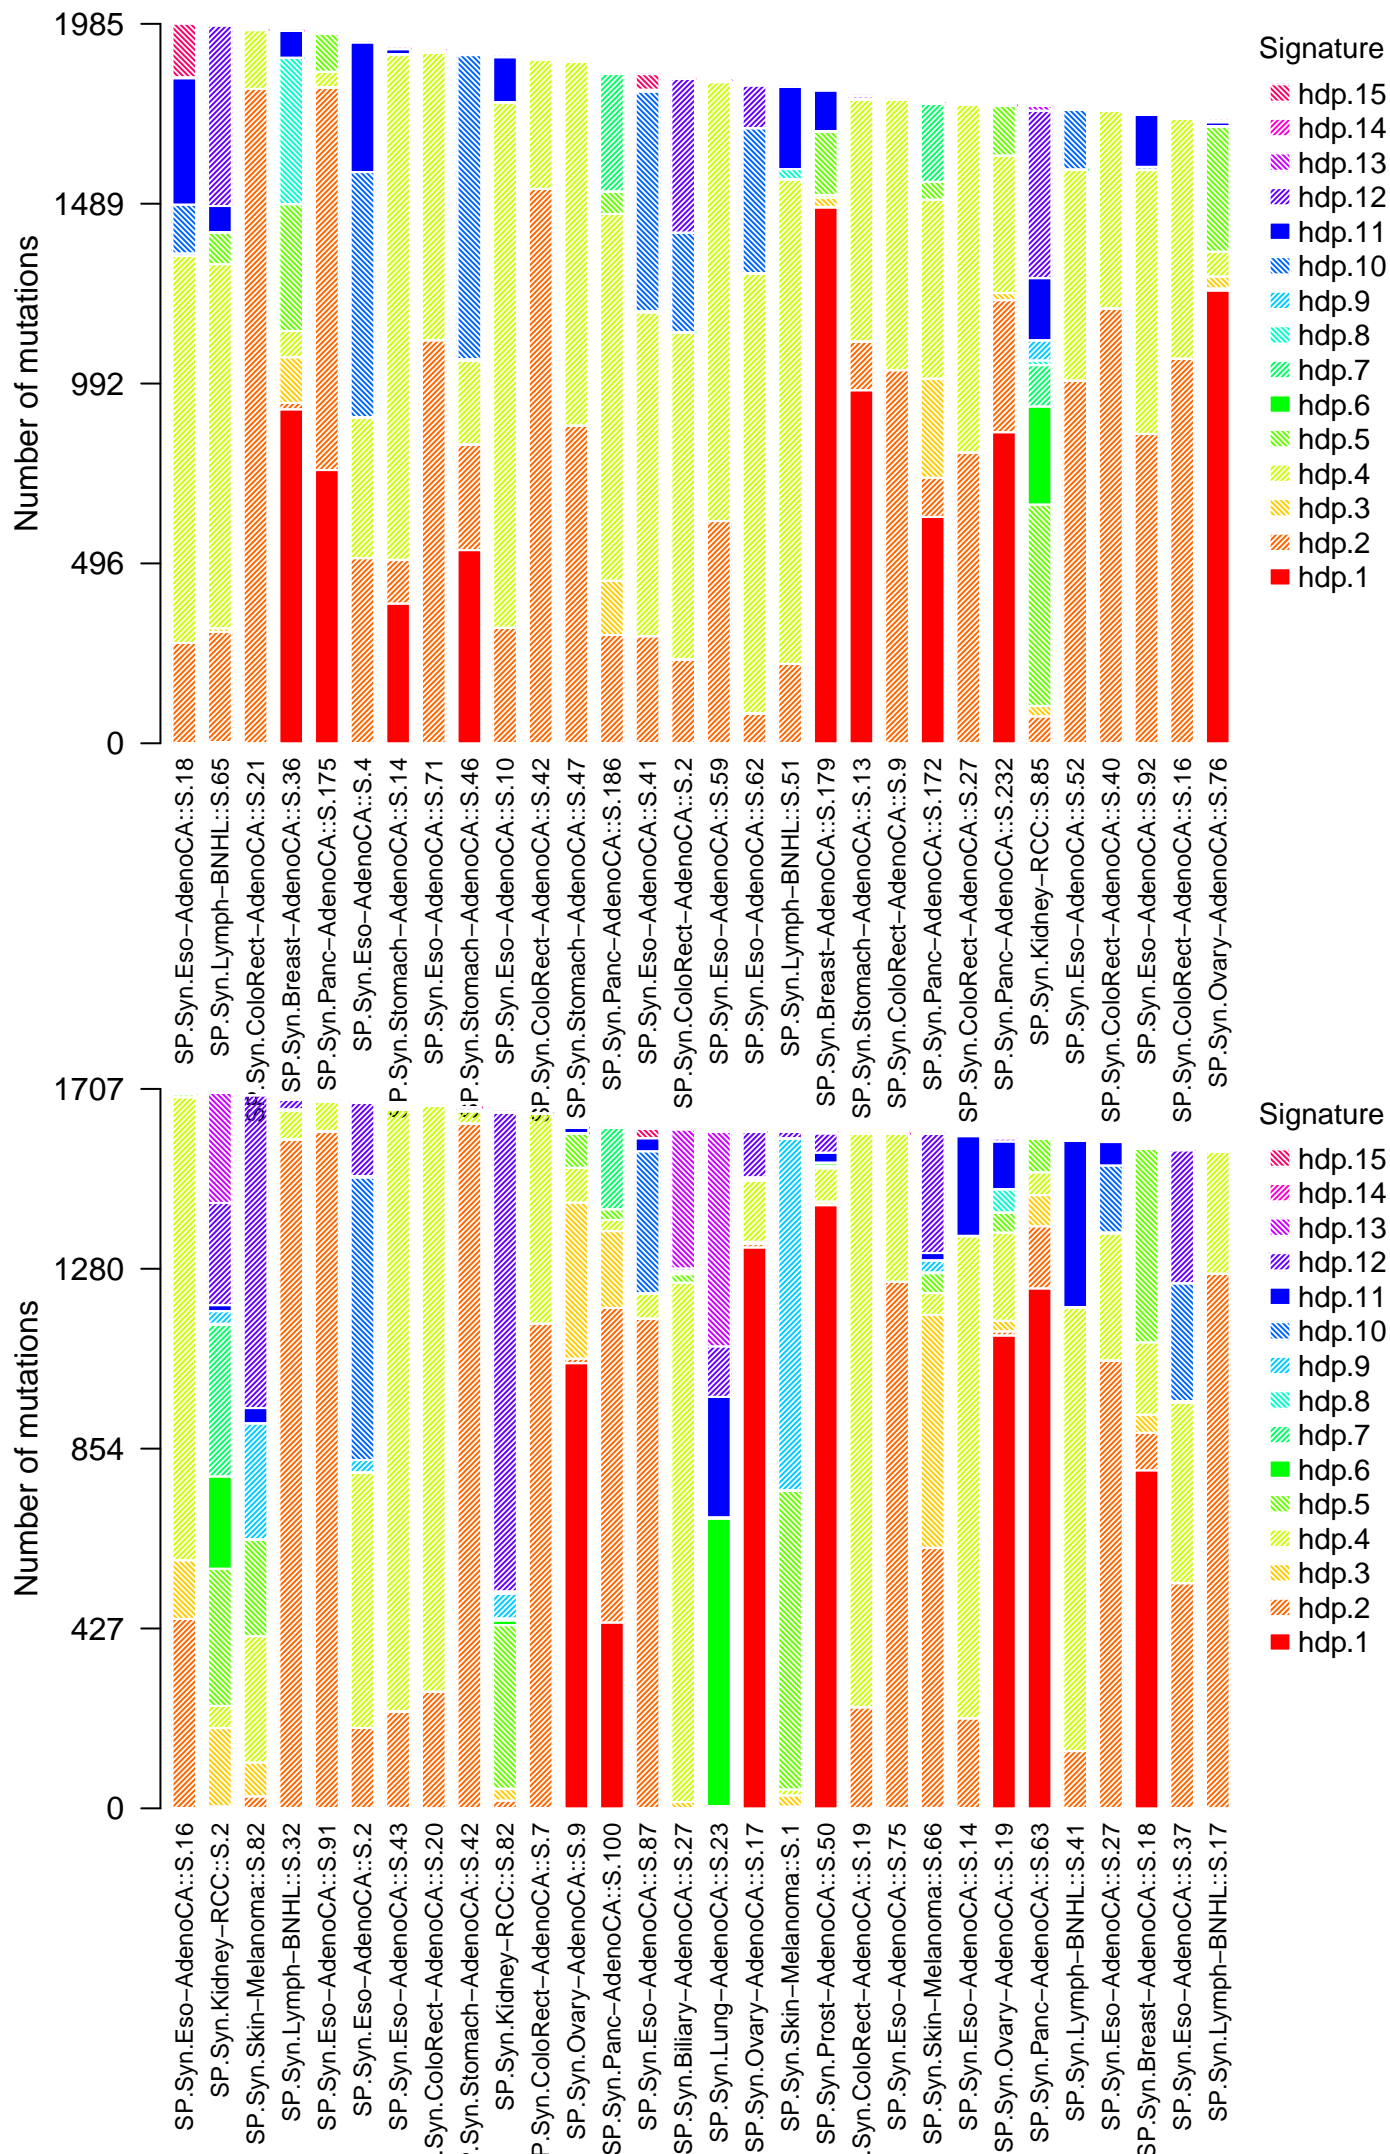 Number of mutations
1985
1489
992
496
0
Signature
hdp.15
hdp.14
hdp.13
hdp.12
hdp.11
hdp.10
hdp.9
hdp.8
hdp.7
hdp.6
hdp.5
hdp.4
hdp.3
hdp.2
hdp.1
SP.Syn.Eso−AdenoCA::S.18
SP.Syn.Lymph−BNHL::S.65
SP.Syn.ColoRect−AdenoCA::S.21
SP.Syn.Breast−AdenoCA::S.36
SP.Syn.Panc−AdenoCA::S.175
SP.Syn.Eso−AdenoCA::S.4
SP.Syn.Stomach−AdenoCA::S.14
SP.Syn.Eso−AdenoCA::S.71
SP.Syn.Stomach−AdenoCA::S.46
SP.Syn.Eso−AdenoCA::S.10
SP.Syn.ColoRect−AdenoCA::S.42
SP.Syn.Stomach−AdenoCA::S.47
SP.Syn.Panc−AdenoCA::S.186
SP.Syn.Eso−AdenoCA::S.41
SP.Syn.ColoRect−AdenoCA::S.2
SP.Syn.Eso−AdenoCA::S.59
SP.Syn.Eso−AdenoCA::S.62
SP.Syn.Lymph−BNHL::S.51
SP.Syn.Breast−AdenoCA::S.179
SP.Syn.Stomach−AdenoCA::S.13
SP.Syn.ColoRect−AdenoCA::S.9
SP.Syn.Panc−AdenoCA::S.172
SP.Syn.ColoRect−AdenoCA::S.27
SP.Syn.Panc−AdenoCA::S.232
SP.Syn.Kidney−RCC::S.85
SP.Syn.Eso−AdenoCA::S.52
SP.Syn.ColoRect−AdenoCA::S.40
SP.Syn.Breast−AdenoCA::S.92
SP.Syn.ColoRect−AdenoCA::S.16
SP.Syn.Ovary−AdenoCA::S.76
Number of mutations
1707
1280
854
427
0
Signature
hdp.15
hdp.14
hdp.13
hdp.12
hdp.11
hdp.10
hdp.9
hdp.8
hdp.7
hdp.6
hdp.5
hdp.4
hdp.3
hdp.2
hdp.1
SP.Syn.Eso−AdenoCA::S.16
SP.Syn.Kidney−RCC::S.2
SP.Syn.Skin−Melanoma::S.82
SP.Syn.Lymph−BNHL::S.32
SP.Syn.Eso−AdenoCA::S.91
SP.Syn.Eso−AdenoCA::S.2
SP.Syn.Eso−AdenoCA::S.43
.Syn.ColoRect−AdenoCA::S.20
.Syn.Stomach−AdenoCA::S.42
SP.Syn.Kidney−RCC::S.82
P.Syn.ColoRect−AdenoCA::S.7
SP.Syn.Ovary−AdenoCA::S.9
SP.Syn.Panc−AdenoCA::S.100
SP.Syn.Eso−AdenoCA::S.87
SP.Syn.Biliary−AdenoCA::S.27
SP.Syn.Lung−AdenoCA::S.23
SP.Syn.Ovary−AdenoCA::S.17
SP.Syn.Skin−Melanoma::S.1
SP.Syn.Prost−AdenoCA::S.50
.Syn.ColoRect−AdenoCA::S.19
SP.Syn.Eso−AdenoCA::S.75
SP.Syn.Skin−Melanoma::S.66
SP.Syn.Eso−AdenoCA::S.14
SP.Syn.Ovary−AdenoCA::S.19
SP.Syn.Panc−AdenoCA::S.63
SP.Syn.Lymph−BNHL::S.41
SP.Syn.Eso−AdenoCA::S.27
SP.Syn.Breast−AdenoCA::S.18
SP.Syn.Eso−AdenoCA::S.37
SP.Syn.Lymph−BNHL::S.17